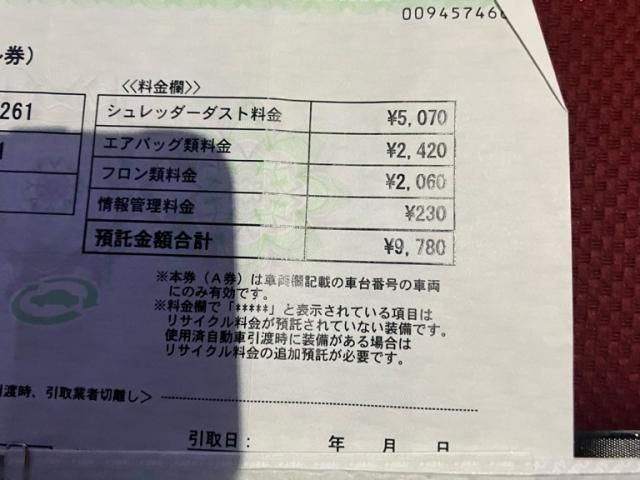 00945746
券）
《料金欄》
261
シュレッダーダスト料金 ¥5,070
エアバッグ類料金 ¥2,420
フロン類料金 ¥2,060
情報管理料金 ¥230
預託金額合計 ¥9,780
※本券（A券）は車両欄記載の車台番号の車両
にのみ有効です。
※料金欄で「*****」と表示されている項目は
リサイクル料金が預託されていない装備です。
使用済自動車引渡時に装備がある場合は
リサイクル料金の追加預託が必要です。
渡時、引取業者切離し＞
引取日： 年 月 日